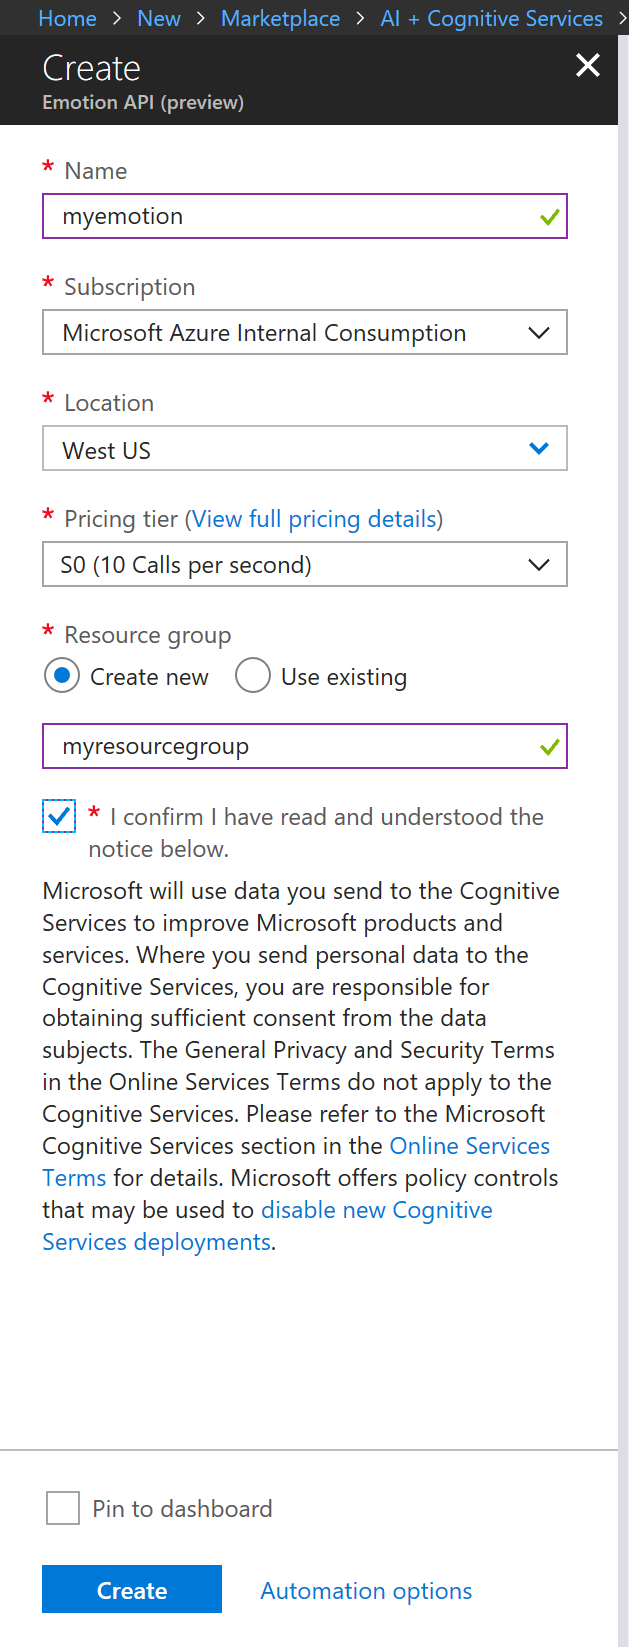 Home > New > Marketplace > AI + Cognitive Services >
Create
Emotion API (preview)
* Name
myemotion
* Subscription
Microsoft Azure Internal Consumption
* Location
West US
* Pricing tier (View full pricing details)
S0 (10 Calls per second)
* Resource group
Create new Use existing
myresourcegroup
* I confirm I have read and understood the
notice below.
Microsoft will use data you send to the Cognitive
Services to improve Microsoft products and
services. Where you send personal data to the
Cognitive Services, you are responsible for
obtaining sufficient consent from the data
subjects. The General Privacy and Security Terms
in the Online Services Terms do not apply to the
Cognitive Services. Please refer to the Microsoft
Cognitive Services section in the Online Services
Terms for details. Microsoft offers policy controls
that may be used to disable new Cognitive
Services deployments.
Pin to dashboard
Create Automation options